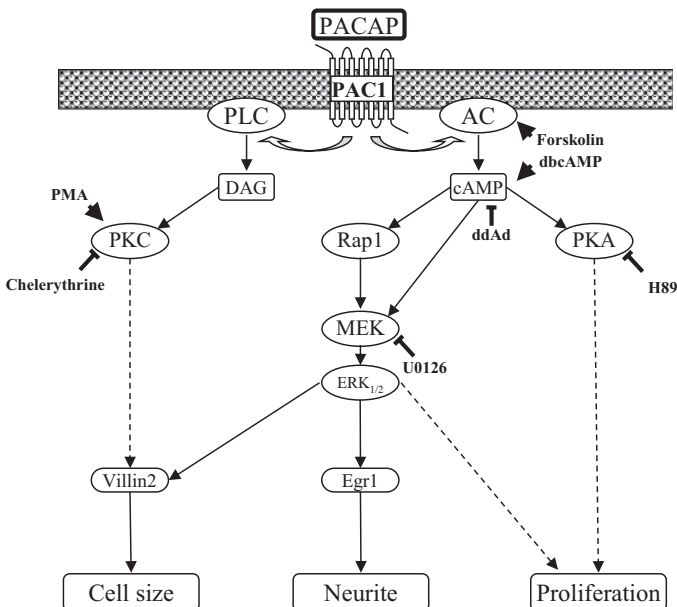 PACAP
PAC1
PLC
AC
Forskolin
dbcAMP
DAG
cAMP
PMA
ddAd
PKC
Rap1
PKA
Chelerythrine
H89
MEK
U0126
ERK1/2
Villin2
Egr1
Cell size
Neurite
Proliferation